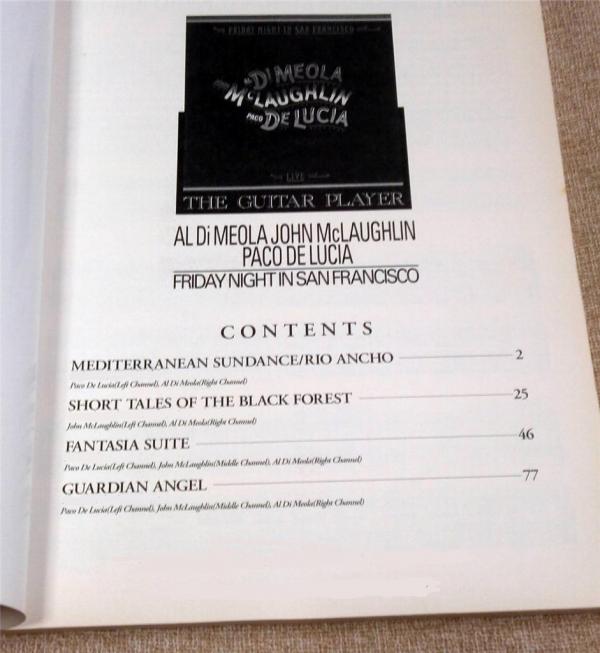 FRIDAY NIGHT IN SAN FRANCISCO
AL DI MEOLA
JOHN McLAUGHLIN
PACO DE LUCIA
LIVE
THE GUITAR PLAYER
AL Di MEOLA JOHN McLAUGHLIN
PACO DE LUCIA
FRIDAY NIGHT IN SAN FRANCISCO
CONTENTS
MEDITERRANEAN SUNDANCE/RIO ANCHO 2
Paco De Lucia(Left Channel), Al Di Meola(Right Channel)
SHORT TALES OF THE BLACK FOREST 25
John McLaughlin(Left Channel), Al Di Meola(Right Channel)
FANTASIA SUITE 46
Paco De Lucia(Left Channel), John McLaughlin(Middle Channel), Al Di Meola(Right Channel)
GUARDIAN ANGEL 77
Paco De Lucia(Left Channel), John McLaughlin(Middle Channel), Al Di Meola(Right Channel)